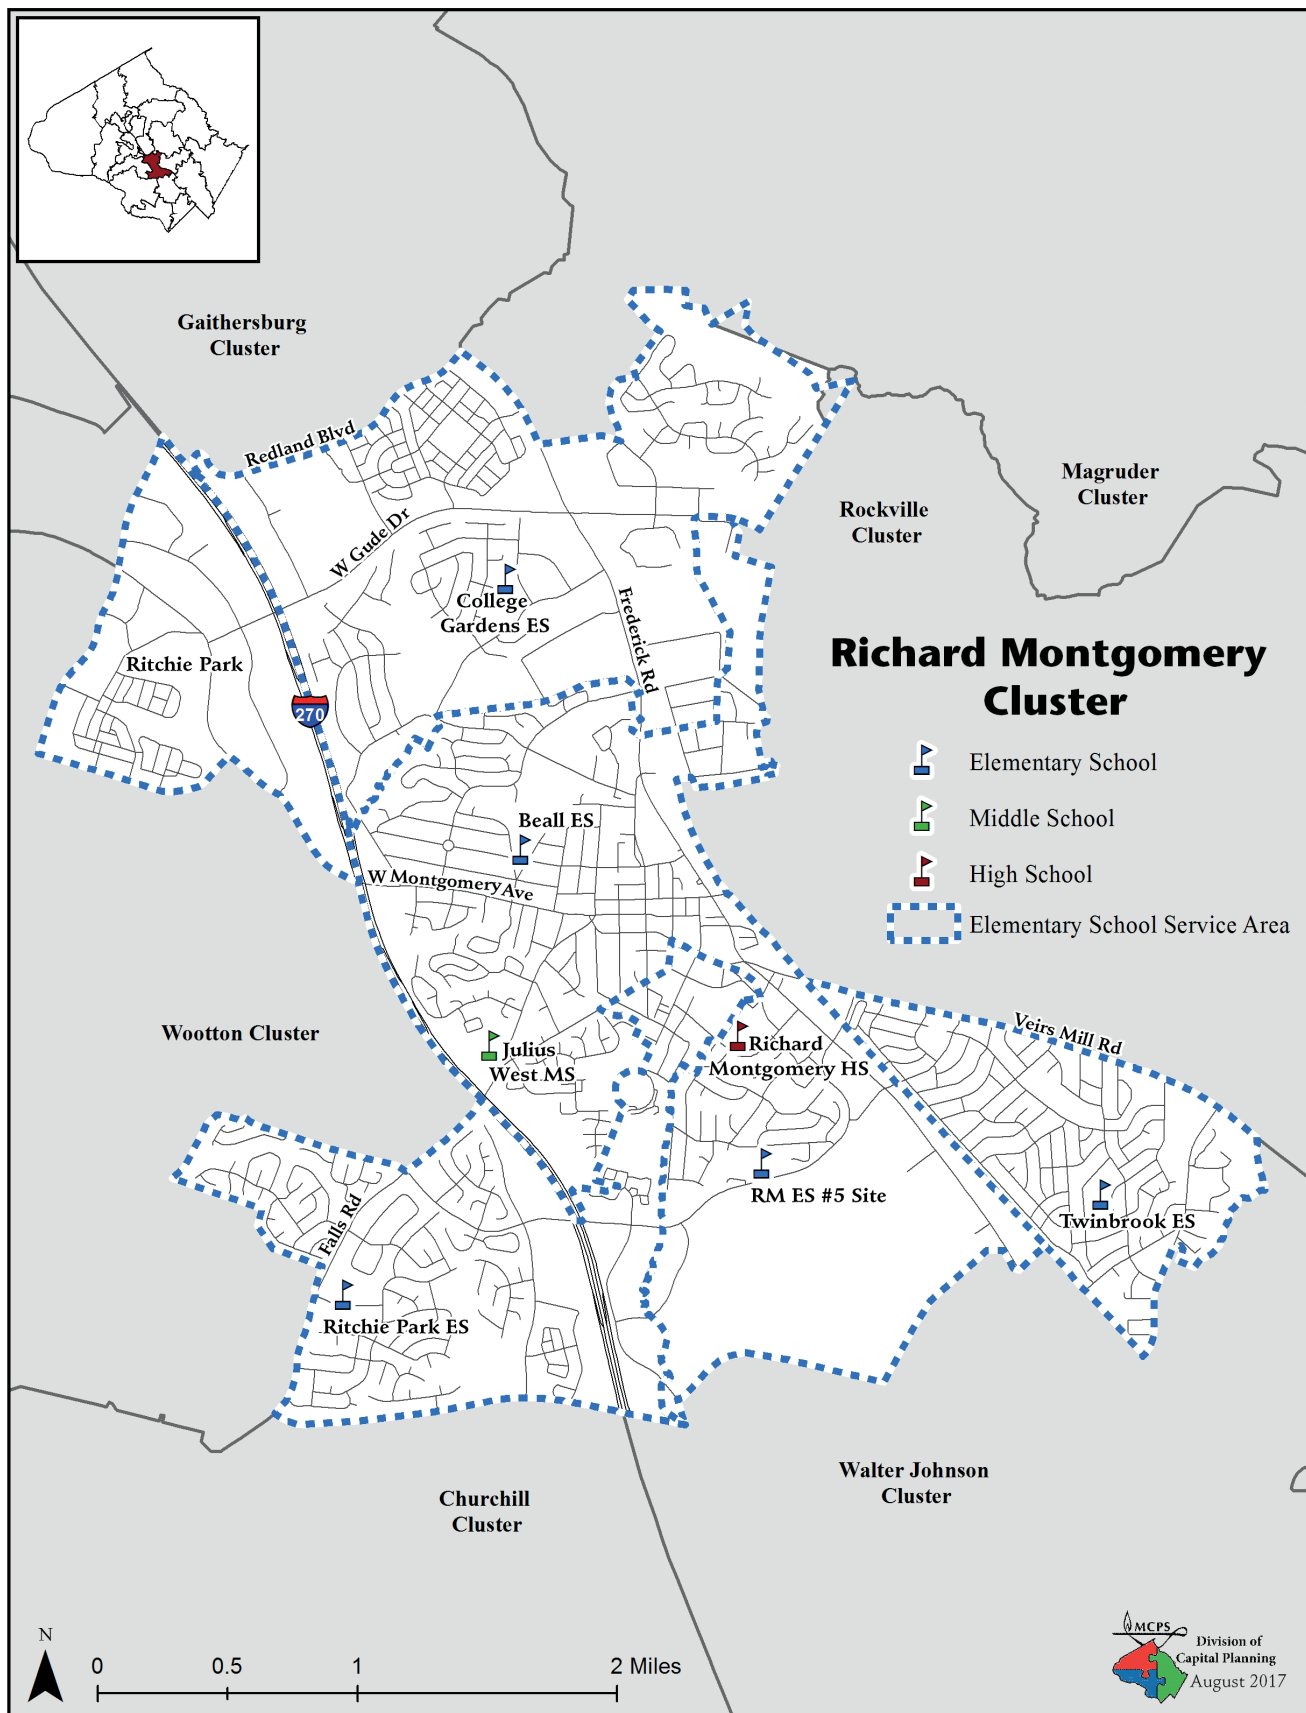 Gaithersburg
Cluster
Redland Blvd
Magruder
Cluster
Rockville
Cluster
W Gude Dr
College
Gardens ES
Frederick Rd
Ritchie Park
270
Richard Montgomery
Cluster
Elementary School
Middle School
High School
Elementary School Service Area
Beall ES
W Montgomery Ave
Wootton Cluster
Julius
West MS
Richard
Montgomery HS
Veirs Mill Rd
RM ES #5 Site
Twinbrook ES
Falls Rd
Ritchie Park ES
Walter Johnson
Cluster
Churchill
Cluster
N
0 0.5 1 2 Miles
MCPS
Division of
Capital Planning
August 2017